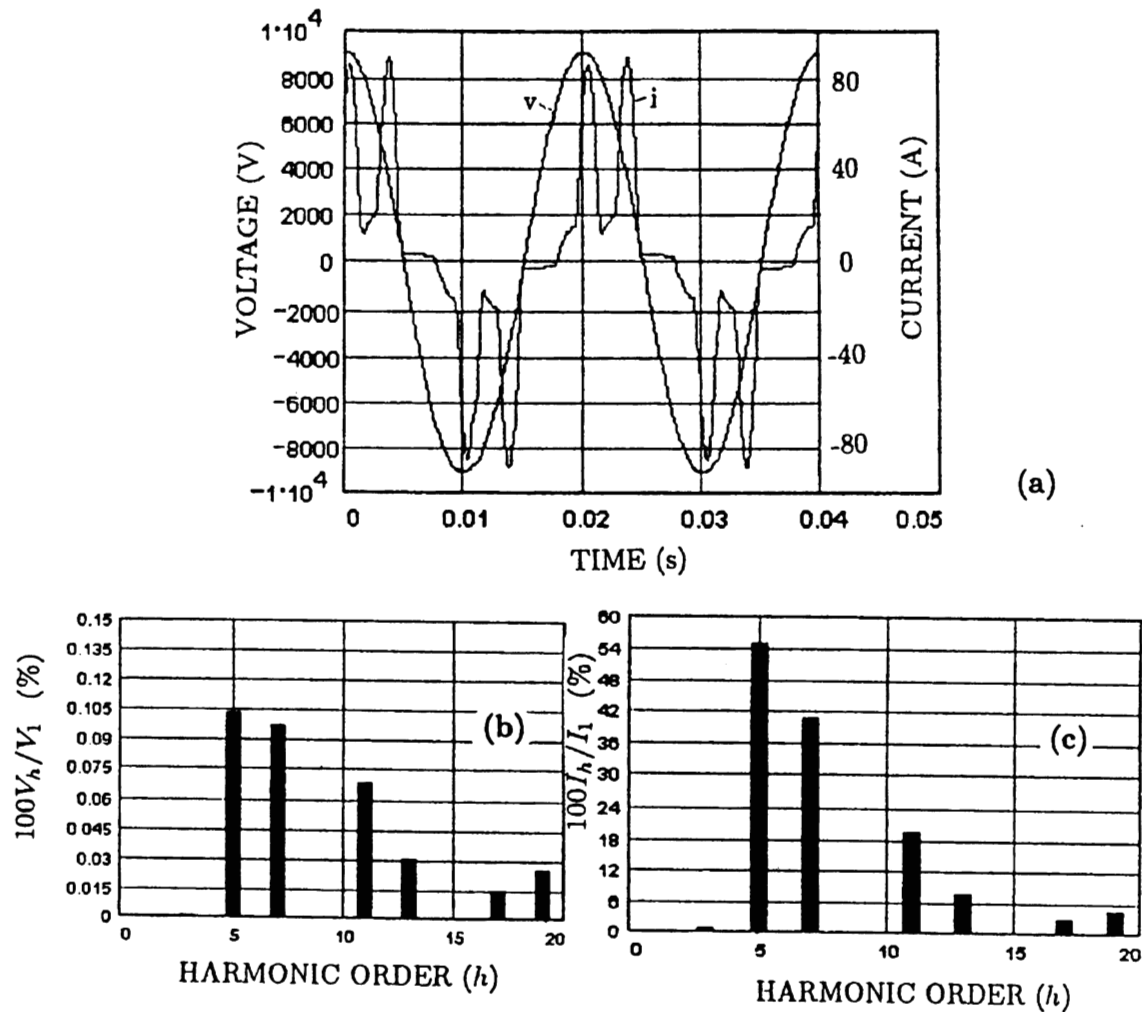 1·10⁴
8000
6000
4000
2000
0
−2000
−4000
−6000
−8000
−1·10⁴
VOLTAGE (V)
v
i
80
40
0
-40
-80
CURRENT (A)
(a)
0 0.01 0.02 0.03 0.04 0.05
TIME (s)
0.15
0.135
0.12
0.105
0.09
0.075
0.06
0.045
0.03
0.015
0
100V_h/V_1 (%)
(b)
0 5 10 15 20
HARMONIC ORDER (h)
60
54
48
42
36
30
24
18
12
6
0
100I_h/I_1 (%)
(c)
0 5 10 15 20
HARMONIC ORDER (h)